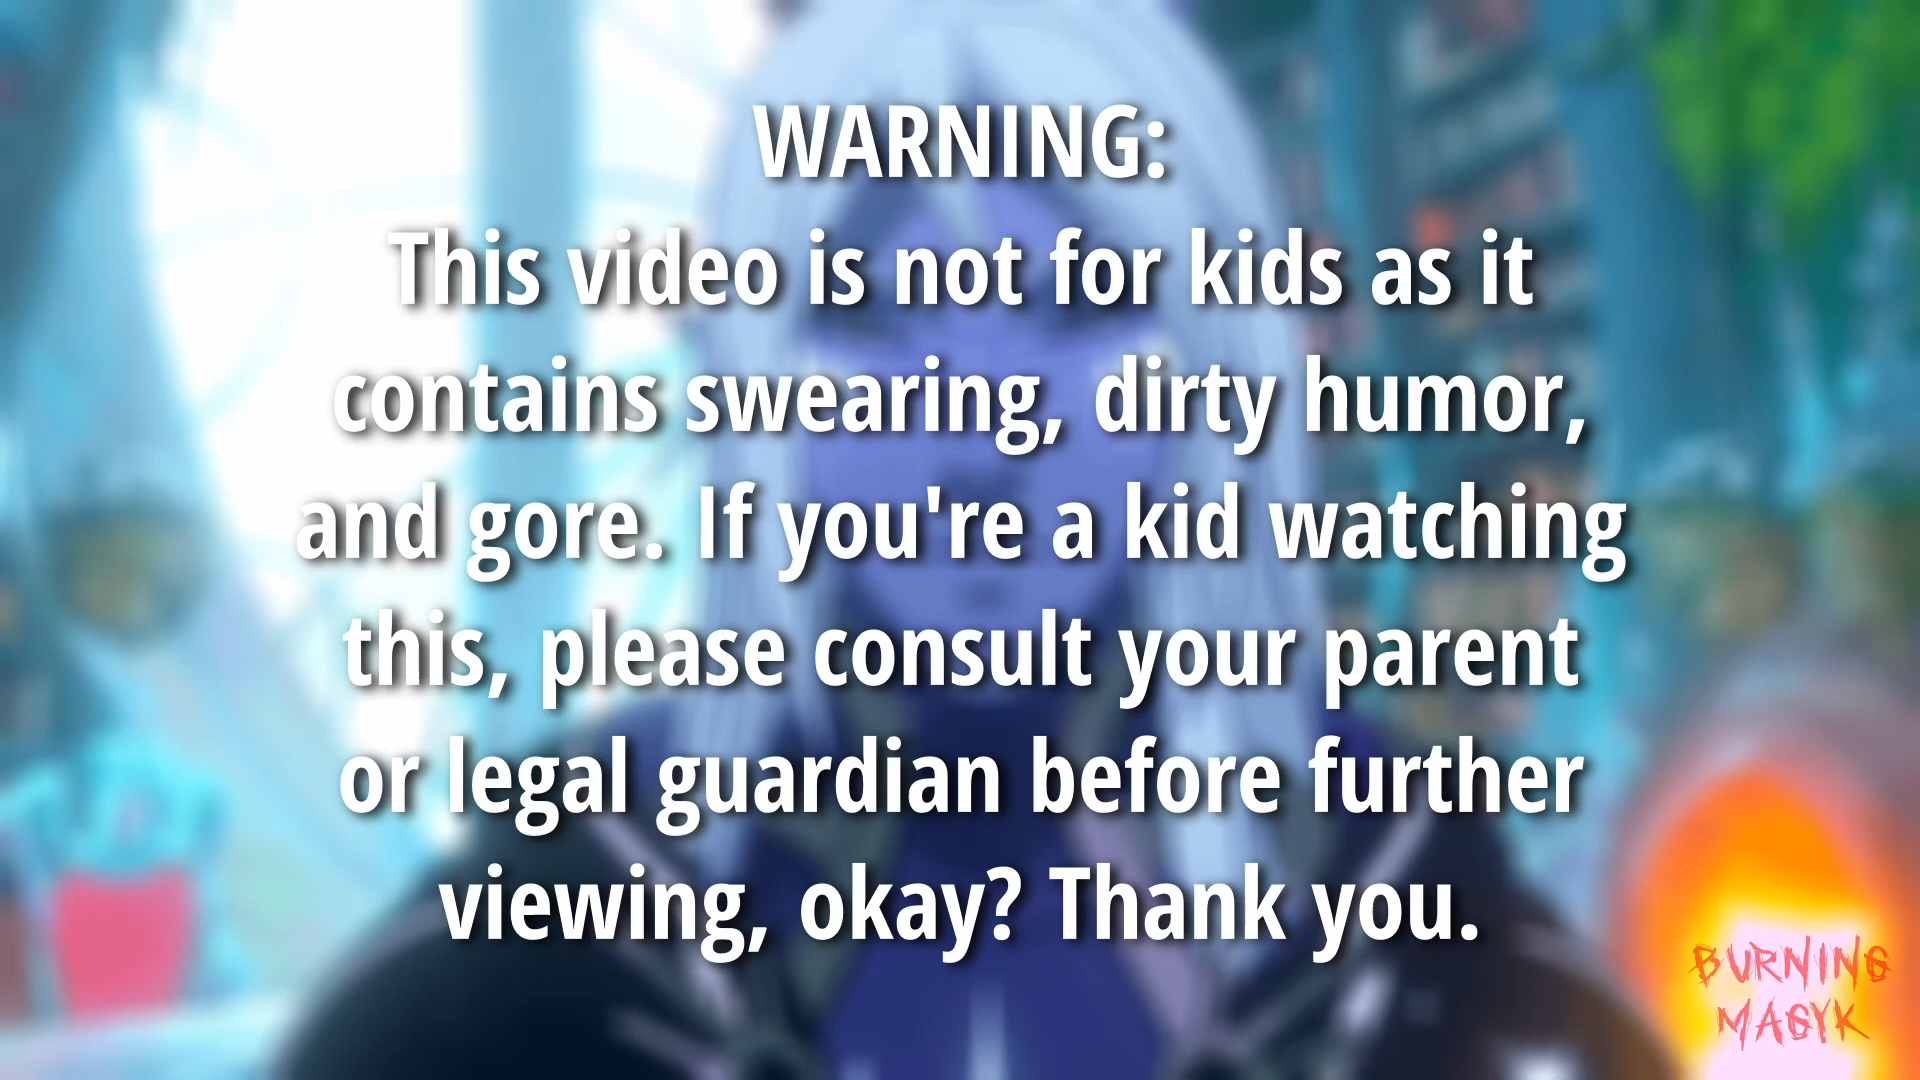 WARNING:
This video is not for kids as it
contains swearing, dirty humor,
and gore. If you're a kid watching
this, please consult your parent
or legal guardian before further
viewing, okay? Thank you.
BURNING
MAGYK